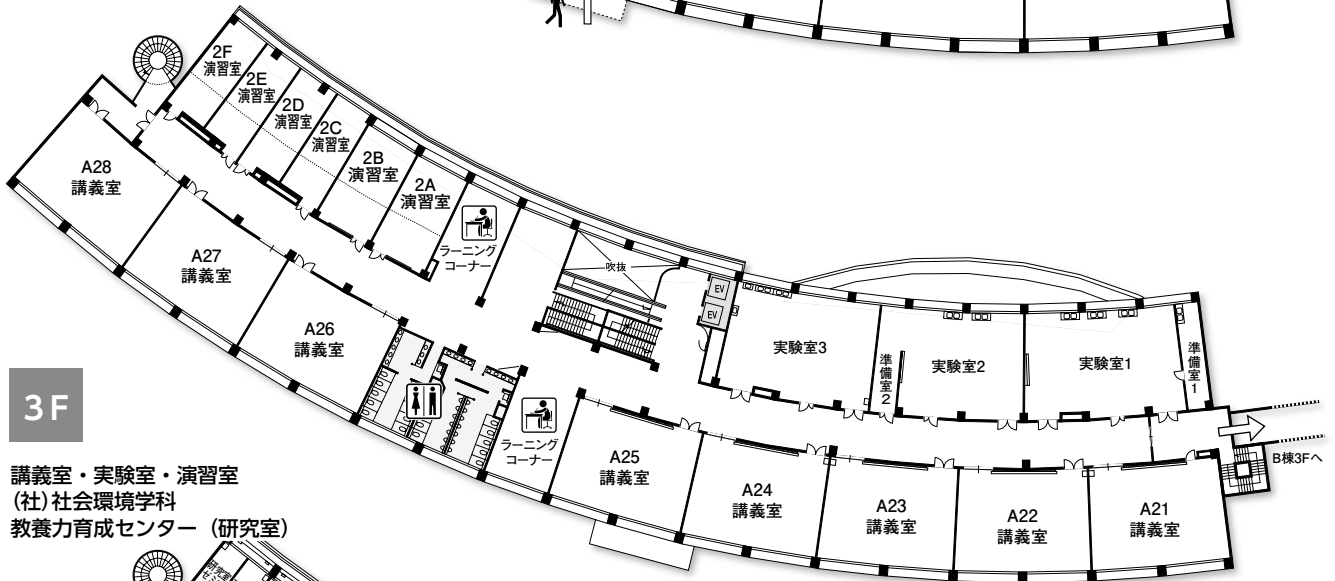 2F
演習室
2E
演習室
2D
演習室
2C
演習室
2B
演習室
2A
演習室
ラーニング
コーナー
吹抜
EV
EV
実験室3
準備室2
実験室2
実験室1
準備室1
A28
講義室
A27
講義室
A26
講義室
ラーニング
コーナー
A25
講義室
A24
講義室
A23
講義室
A22
講義室
A21
講義室
B棟3Fへ
3F
講義室・実験室・演習室
(社)社会環境学科
教養力育成センター（研究室）